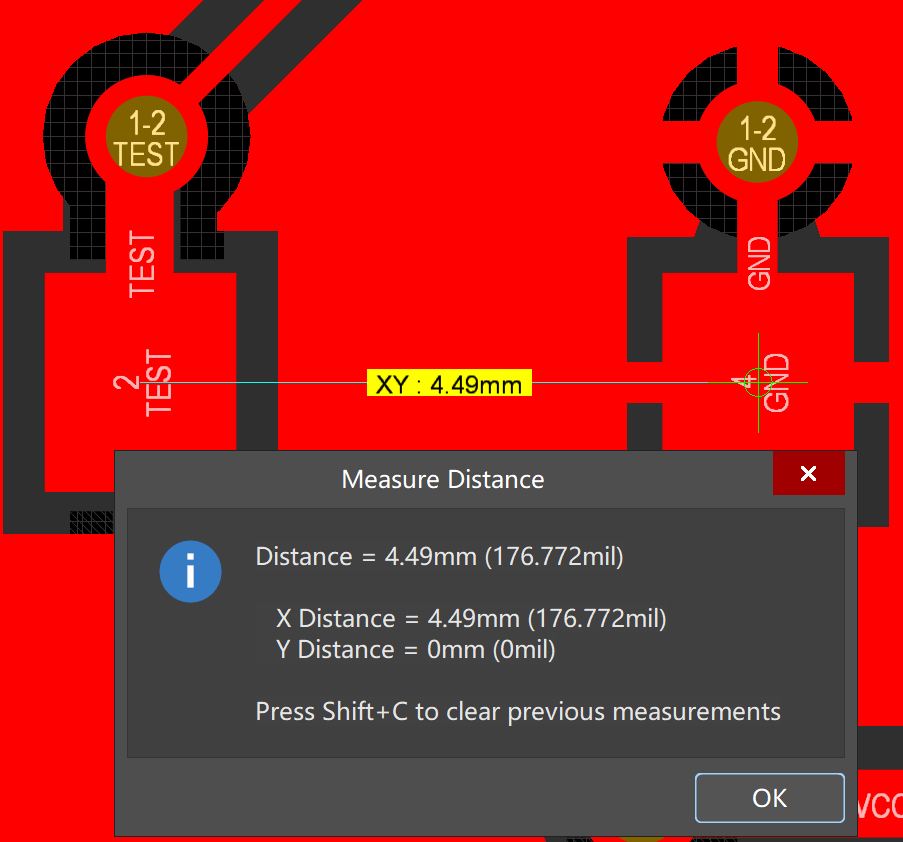 1-2
TEST
1-2
GND
TEST
GND
2
TEST
XY : 4.49mm
4
GND
Measure Distance
Distance = 4.49mm (176.772mil)
X Distance = 4.49mm (176.772mil)
Y Distance = 0mm (0mil)
Press Shift+C to clear previous measurements
OK
VCC